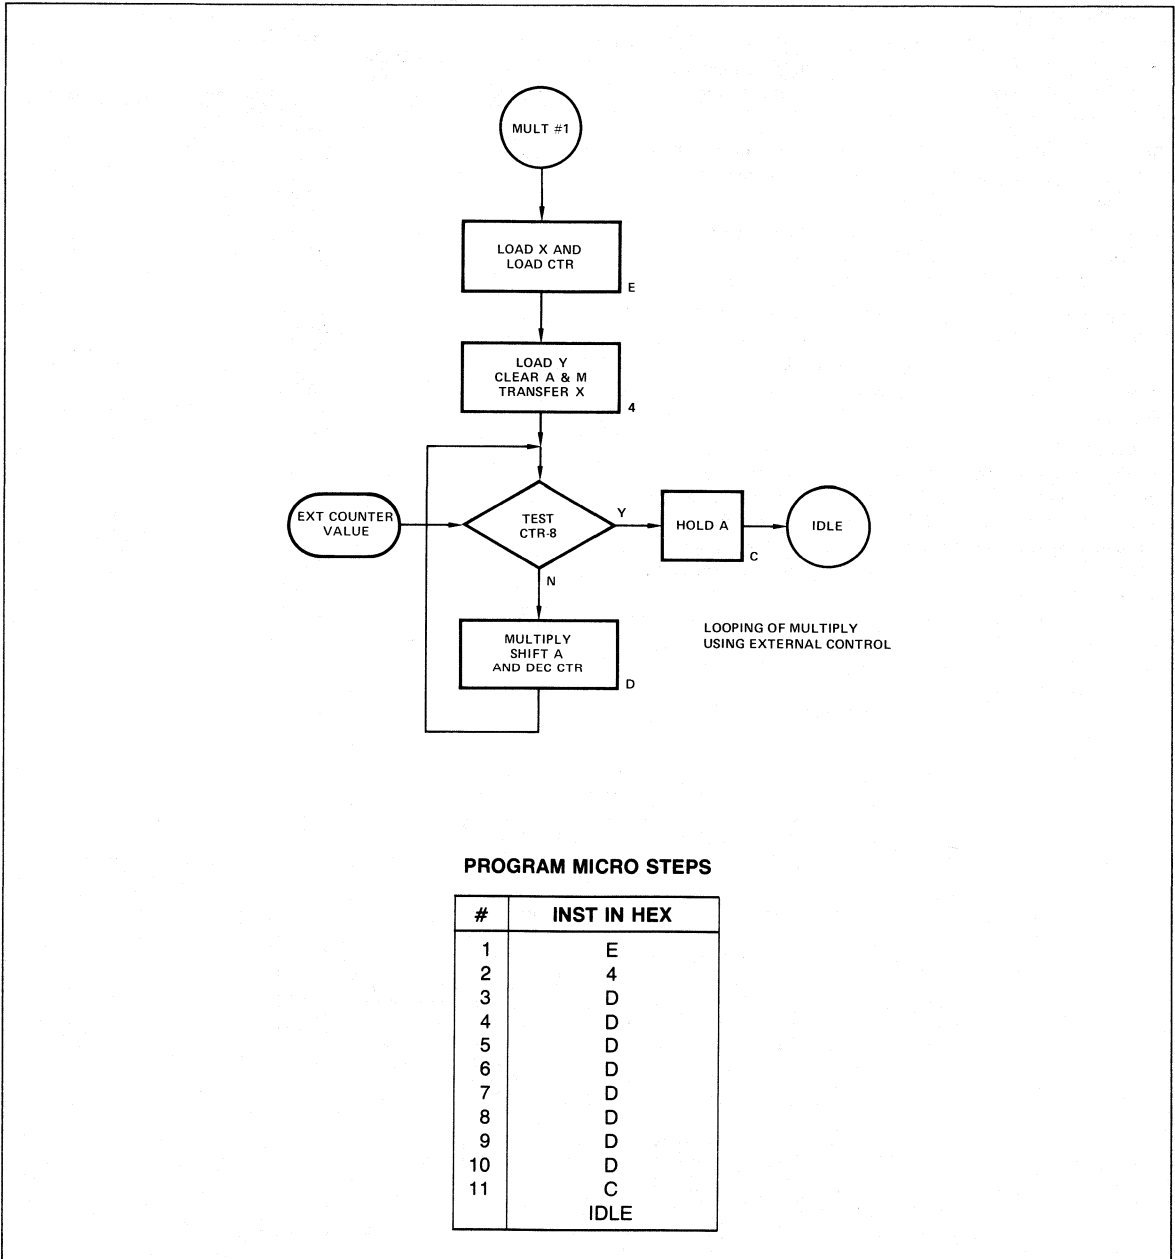 MULT #1
LOAD X AND
LOAD CTR
E
LOAD Y
CLEAR A & M
TRANSFER X
4
EXT COUNTER
VALUE
TEST
CTR-8
Y
HOLD A
C
IDLE
N
MULTIPLY
SHIFT A
AND DEC CTR
D
LOOPING OF MULTIPLY
USING EXTERNAL CONTROL
PROGRAM MICRO STEPS
# INST IN HEX
1 E
2 4
3 D
4 D
5 D
6 D
7 D
8 D
9 D
10 D
11 C
IDLE